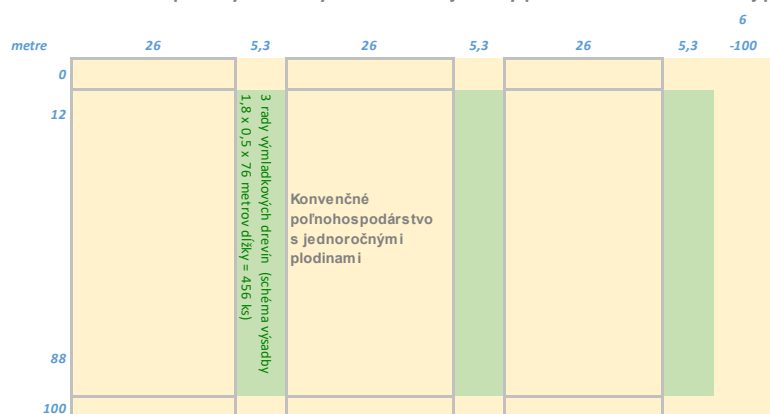 6
metre 26 5,3 26 5,3 26 5,3 -100
0
12
3 rady výmladkových drevín (schéma výsadby
1,8 x 0,5 x 76 metrov dĺžky = 456 ks)
Konvenčné
poľnohospodárstvo
s jednoročnými
plodinami
88
100